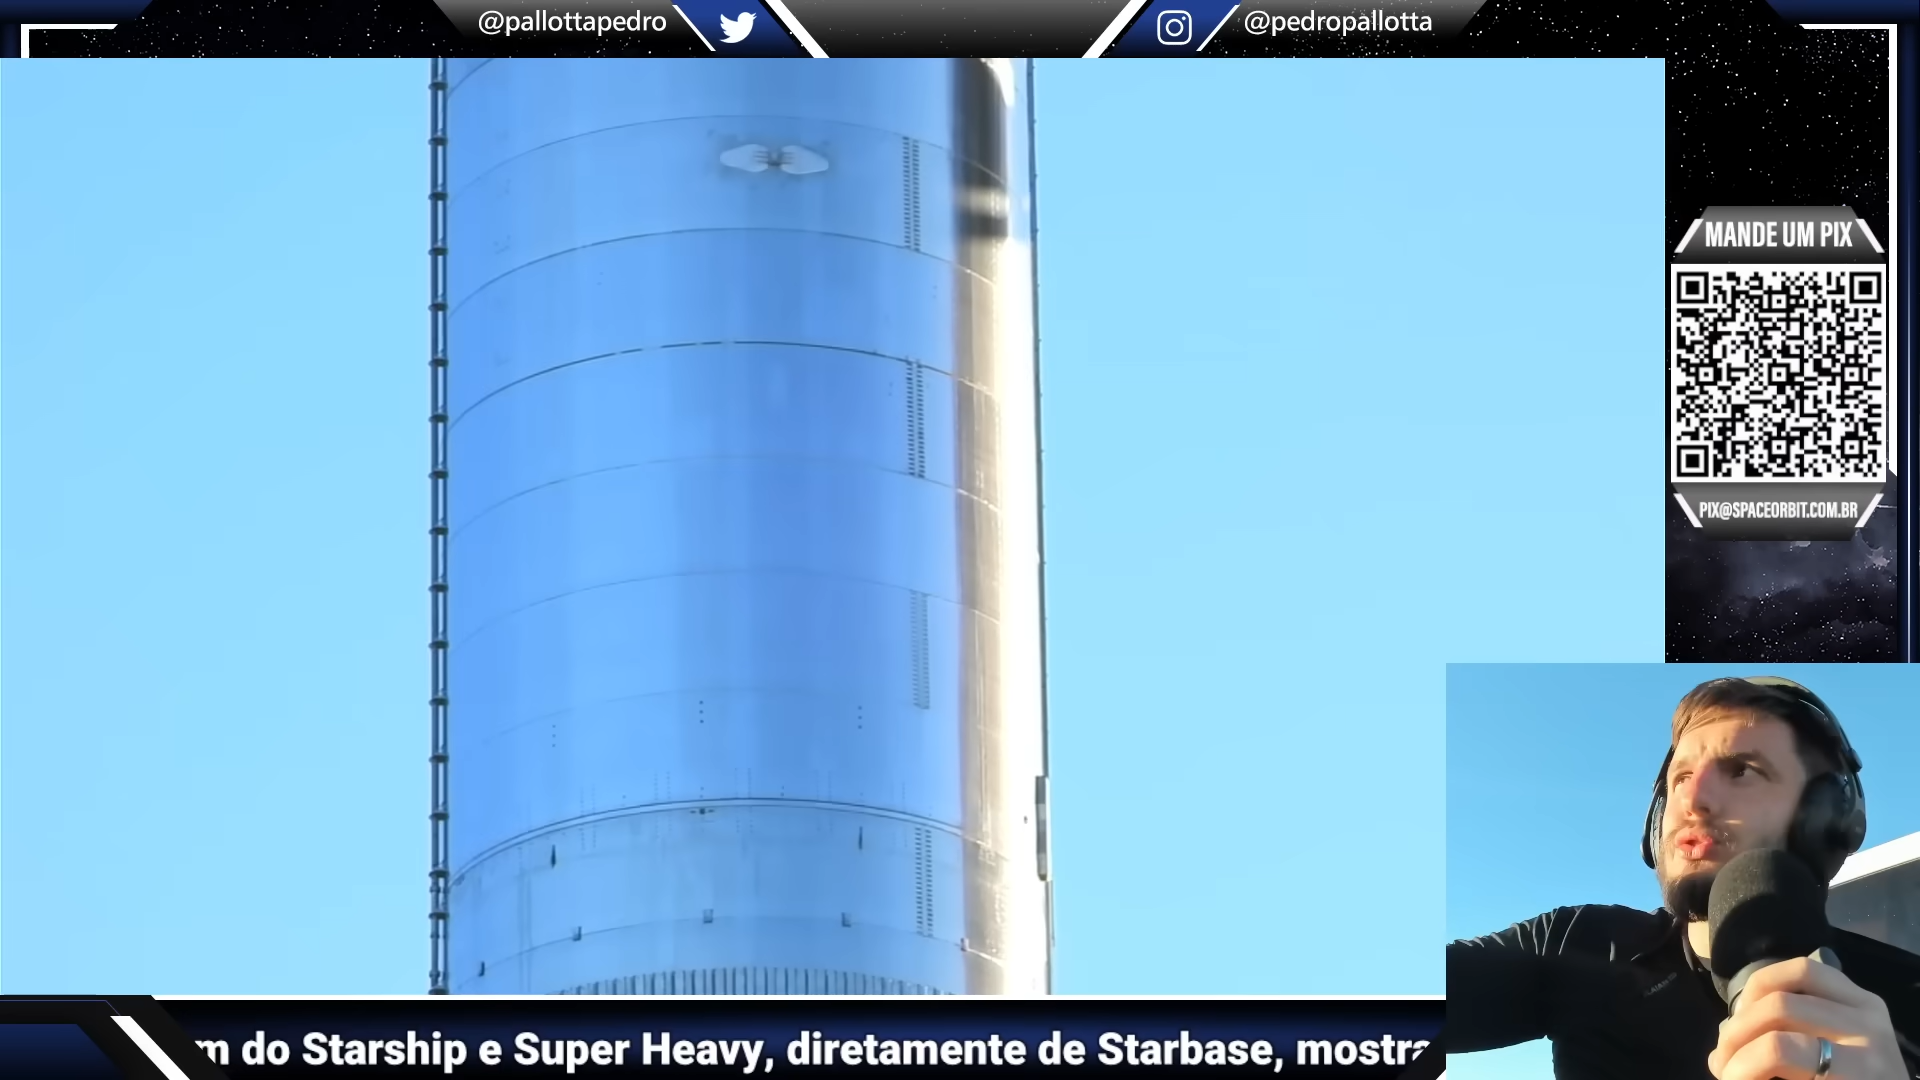 @pallottapedro
@pedropallotta
MANDE UM PIX
PIX@SPACEORBIT.COM.BR
do Starship e Super Heavy, diretamente de Starbase,